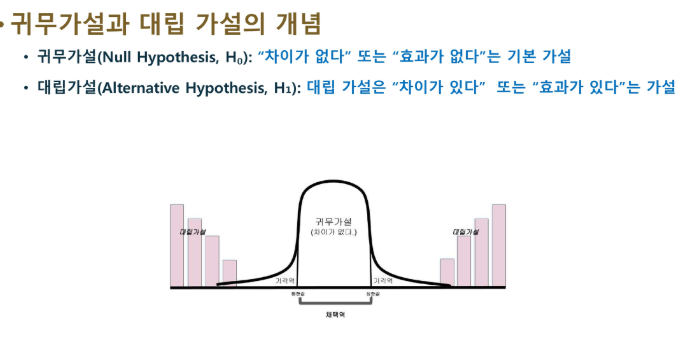 • 귀무가설과 대립 가설의 개념
• 귀무가설(Null Hypothesis, H₀): “차이가 없다” 또는 “효과가 없다”는 기본 가설
• 대립가설(Alternative Hypothesis, H₁): 대립 가설은 “차이가 있다” 또는 “효과가 있다”는 가설
귀무가설
(차이가 없다.)
대립가설
대립가설
기각역
기각역
임현값
임현값
채택역